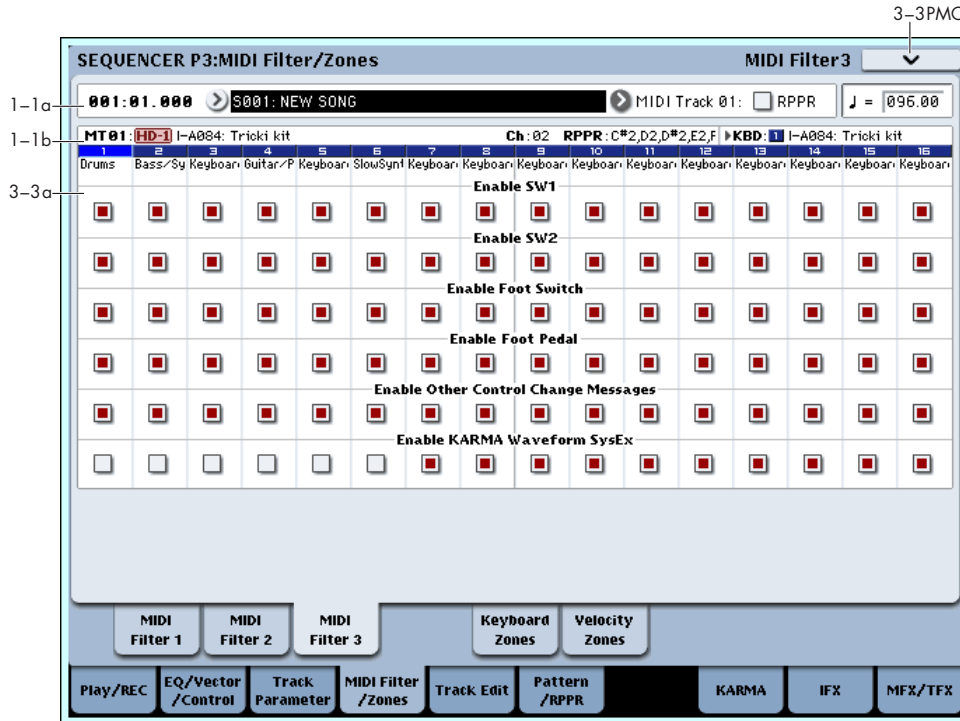 3–3PMC
SEQUENCER P3:MIDI Filter/Zones MIDI Filter3
1–1a
001:01.000 S001: NEW SONG MIDI Track 01: RPPR ♩ = 096.00
1–1b
MT01: HD-1 I–A084: Tricki kit Ch:02 RPPR:C#2,D2,D#2,E2,F ▶KBD: 1 I–A084: Tricki kit
1 2 3 4 5 6 7 8 9 10 11 12 13 14 15 16
Drums Bass/Sy Keyboar Guitar/P Keyboar SlowSynt Keyboar Keyboar Keyboar Keyboar Keyboar Keyboar Keyboar Keyboar Keyboar Keyboar
3–3a
Enable SW1
Enable SW2
Enable Foot Switch
Enable Foot Pedal
Enable Other Control Change Messages
Enable KARMA Waveform SysEx
MIDI Filter 1
MIDI Filter 2
MIDI Filter 3
Keyboard Zones
Velocity Zones
Play/REC
EQ/Vector /Control
Track Parameter
MIDI Filter /Zones
Track Edit
Pattern /RPPR
KARMA
IFX
MFX/TFX